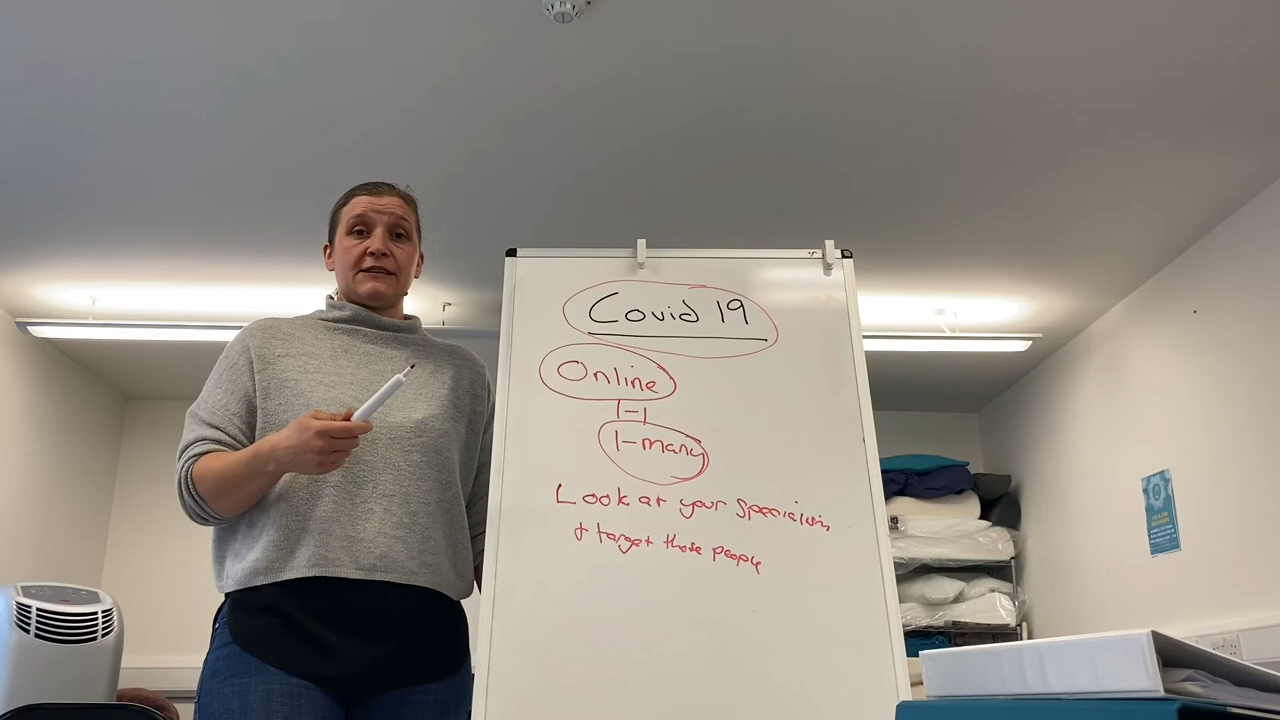 Covid 19
Online
1-1
1-many
Look at your specialism
& target those people